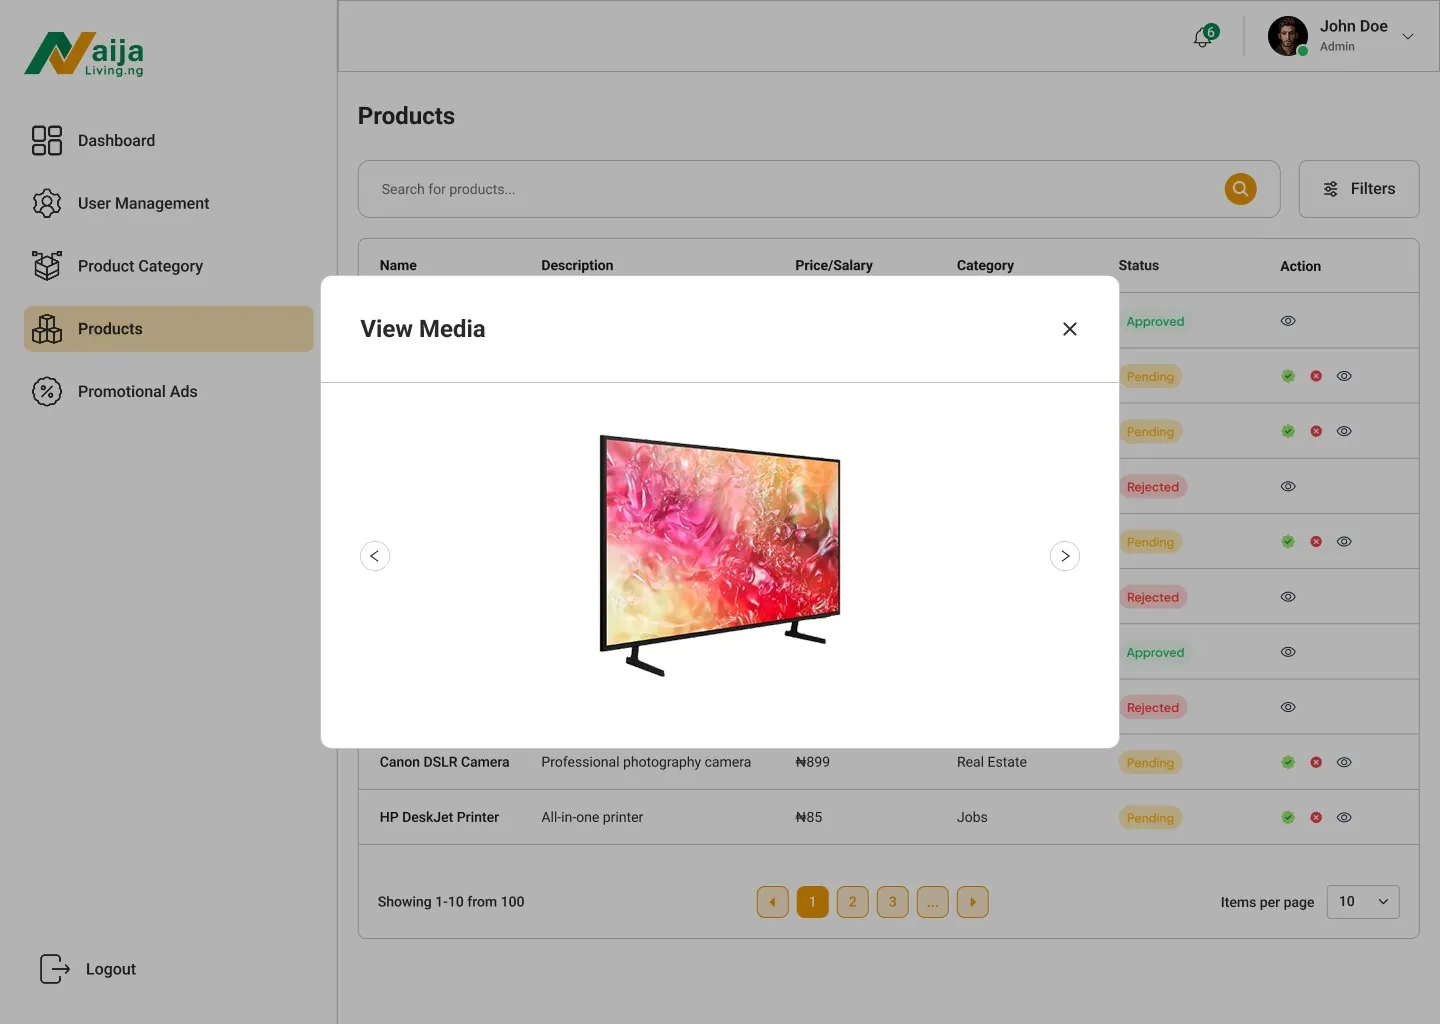 Naija
Living.ng
6
John Doe
Admin
Dashboard
User Management
Product Category
Products
Promotional Ads
Logout
Products
Search for products...
Filters
Name Description Price/Salary Category Status Action
Approved
Pending
Pending
Rejected
Pending
Rejected
Approved
Rejected
View Media
Canon DSLR Camera Professional photography camera ₦899 Real Estate Pending
HP DeskJet Printer All-in-one printer ₦85 Jobs Pending
Showing 1-10 from 100 1 2 3 ... Items per page 10